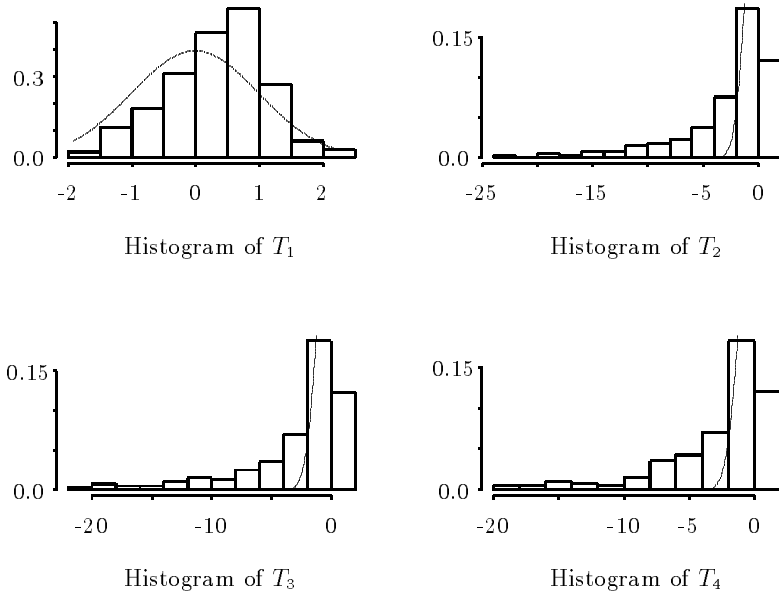 0.3
0.0
-2 -1 0 1 2
Histogram of T1
0.15
0.0
-25 -15 -5 0
Histogram of T2
0.15
0.0
-20 -10 0
Histogram of T3
0.15
0.0
-20 -10 -5 0
Histogram of T4